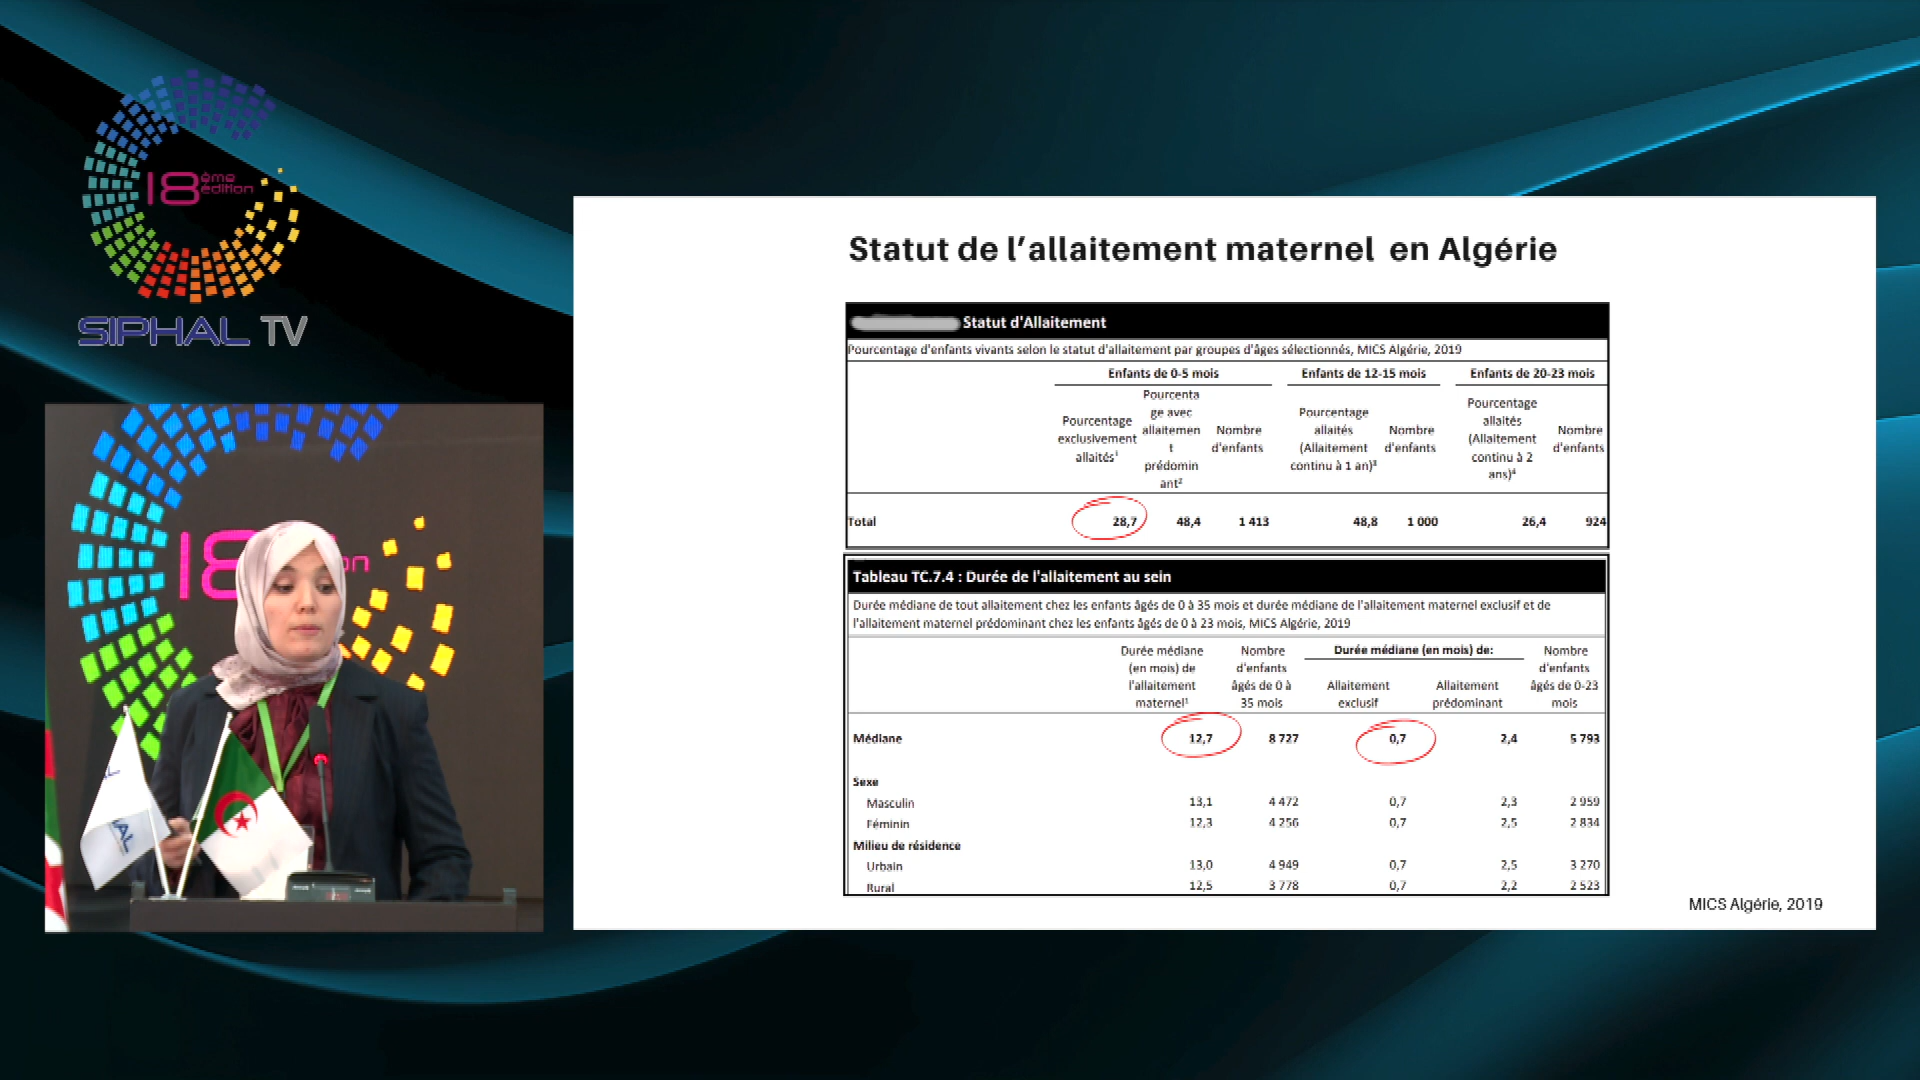 18 ème édition
SIPHAL TV
Statut de l'allaitement maternel en Algérie
Statut d'Allaitement
Pourcentage d'enfants vivants selon le statut d'allaitement par groupes d'âges sélectionnés, MICS Algérie, 2019
Enfants de 0-5 mois Enfants de 12-15 mois Enfants de 20-23 mois
Pourcentage exclusivement allaités¹
Pourcenta
ge avec
allaitemen
t
prédomin
ant²
Nombre
d'enfants
Pourcentage
allaités
(Allaitement
continu à 1 an)³
Nombre
d'enfants
Pourcentage
allaités
(Allaitement
continu à 2
ans)⁴
Nombre
d'enfants
Total 28,7 48,4 1 413 48,8 1 000 26,4 924
Tableau TC.7.4 : Durée de l'allaitement au sein
Durée médiane de tout allaitement chez les enfants âgés de 0 à 35 mois et durée médiane de l'allaitement maternel exclusif et de
l'allaitement maternel prédominant chez les enfants âgés de 0 à 23 mois, MICS Algérie, 2019
Durée médiane
(en mois) de
l'allaitement
maternel¹
Nombre
d'enfants
âgés de 0 à
35 mois
Durée médiane (en mois) de:
Allaitement
exclusif
Allaitement
prédominant
Nombre
d'enfants
âgés de 0-23
mois
Médiane 12,7 8 727 0,7 2,4 5 793
Sexe
Masculin 13,1 4 472 0,7 2,3 2 959
Féminin 12,3 4 256 0,7 2,5 2 834
Milieu de résidence
Urbain 13,0 4 949 0,7 2,5 3 270
Rural 12,5 3 778 0,7 2,2 2 523
MICS Algérie, 2019
18
on